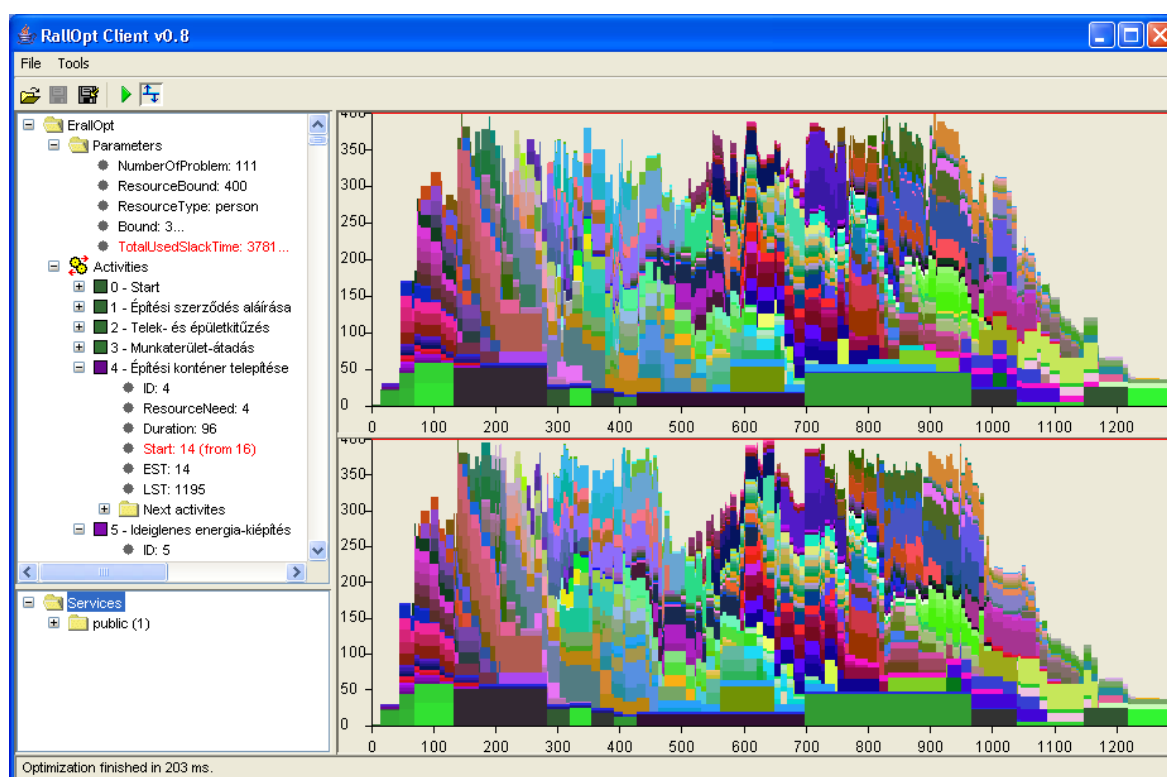 RallOpt Client v0.8
File Tools
ErallOpt
Parameters
NumberOfProblem: 111
ResourceBound: 400
ResourceType: person
Bound: 3...
TotalUsedSlackTime: 3781...
Activities
0 - Start
1 - Építési szerződés aláírása
2 - Telek- és épületkitűzés
3 - Munkaterület-átadás
4 - Építési konténer telepítése
ID: 4
ResourceNeed: 4
Duration: 96
Start: 14 (from 16)
EST: 14
LST: 1195
Next activites
5 - Ideiglenes energia-kiépítés
ID: 5
Services
public (1)
400
350
300
250
200
150
100
50
0
0 100 200 300 400 500 600 700 800 900 1000 1100 1200
400
350
300
250
200
150
100
50
0
0 100 200 300 400 500 600 700 800 900 1000 1100 1200
Optimization finished in 203 ms.